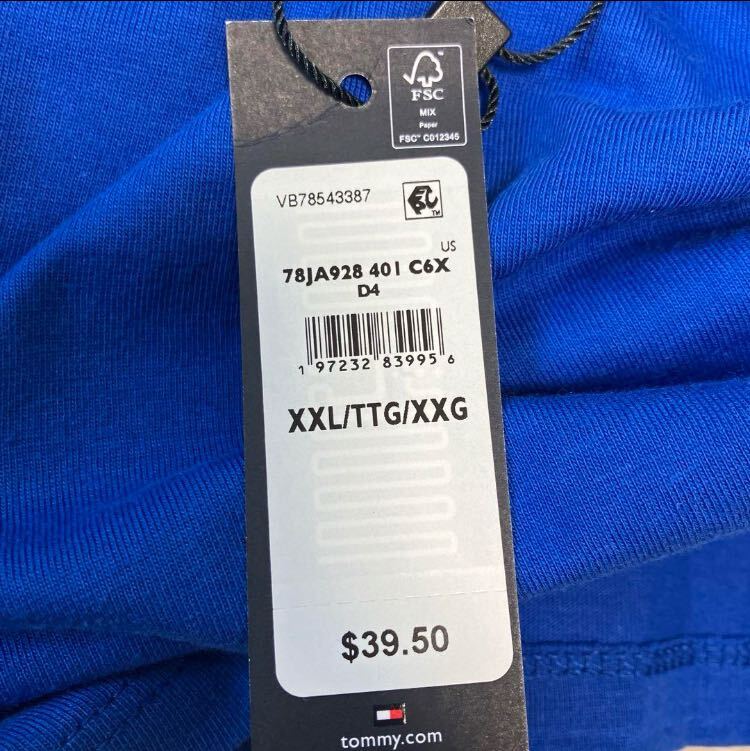 FSC
MIX
Paper
FSC™ C012345
VB78543387
US
78JA928 401 C6X
D4
1 97232 83995 6
XXL/TTG/XXG
$39.50
tommy.com